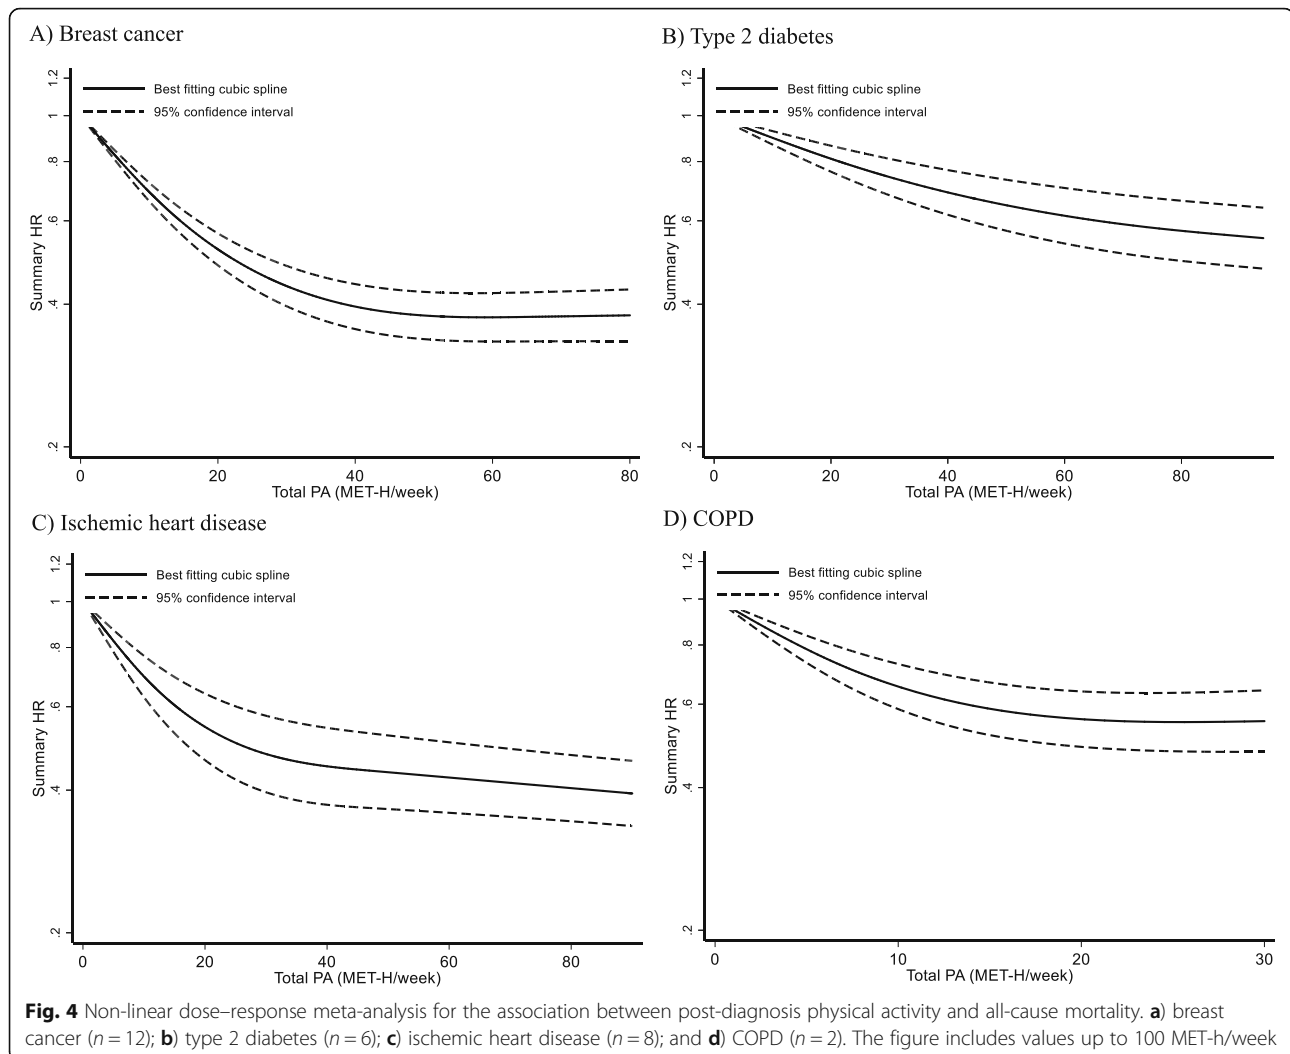 A) Breast cancer
1.2
1
.8
.6
.4
.2
Summary HR
Best fitting cubic spline
95% confidence interval
0 20 40 60 80
Total PA (MET-H/week)
B) Type 2 diabetes
1.2
1
.8
.6
.4
.2
Summary HR
Best fitting cubic spline
95% confidence interval
0 20 40 60 80
Total PA (MET-H/week)
C) Ischemic heart disease
1.2
1
.8
.6
.4
.2
Summary HR
Best fitting cubic spline
95% confidence interval
0 20 40 60 80
Total PA (MET-H/week)
D) COPD
1.2
1
.8
.6
.4
.2
Summary HR
Best fitting cubic spline
95% confidence interval
0 10 20 30
Total PA (MET-H/week)
Fig. 4 Non-linear dose–response meta-analysis for the association between post-diagnosis physical activity and all-cause mortality. a) breast
cancer (n = 12); b) type 2 diabetes (n = 6); c) ischemic heart disease (n = 8); and d) COPD (n = 2). The figure includes values up to 100 MET-h/week